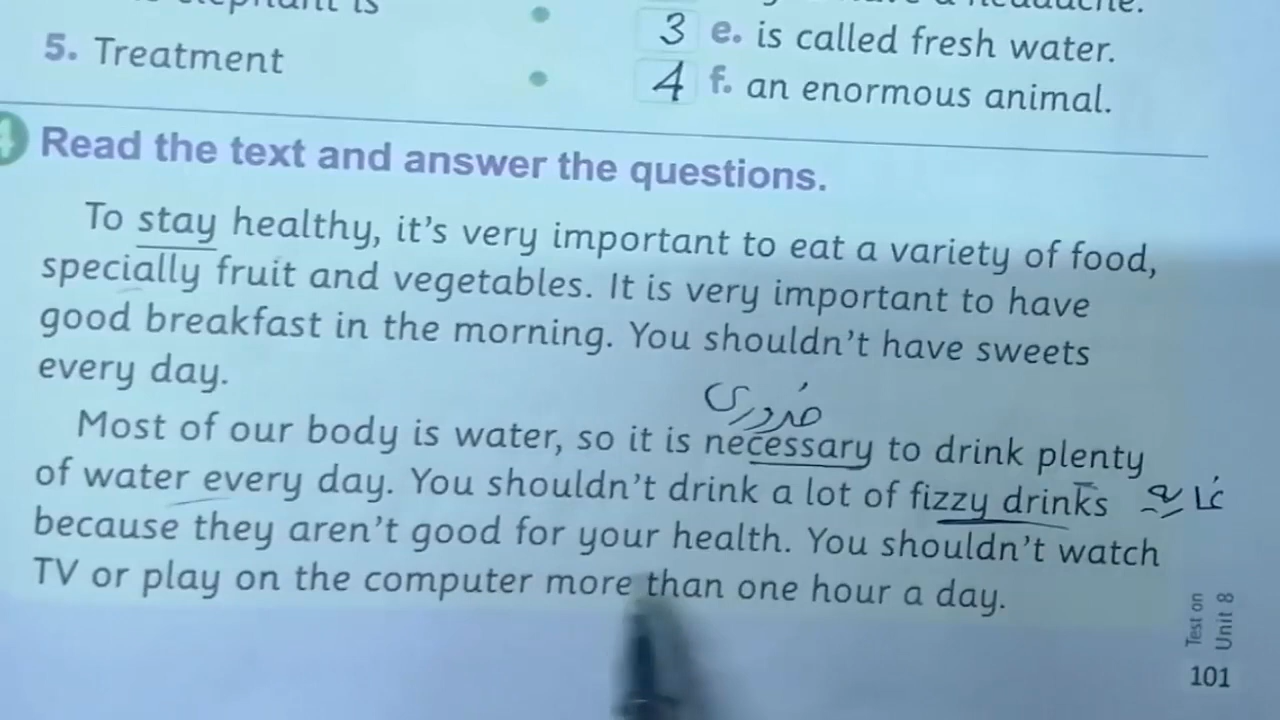 is
headache.
3 e. is called fresh water.
5. Treatment
4 f. an enormous animal.
4 Read the text and answer the questions.
To stay healthy, it's very important to eat a variety of food,
specially fruit and vegetables. It is very important to have
good breakfast in the morning. You shouldn't have sweets
every day.
ضروری
Most of our body is water, so it is necessary to drink plenty
of water every day. You shouldn't drink a lot of fizzy drinks
because they aren't good for your health. You shouldn't watch
TV or play on the computer more than one hour a day.
Test on
Unit 8
101